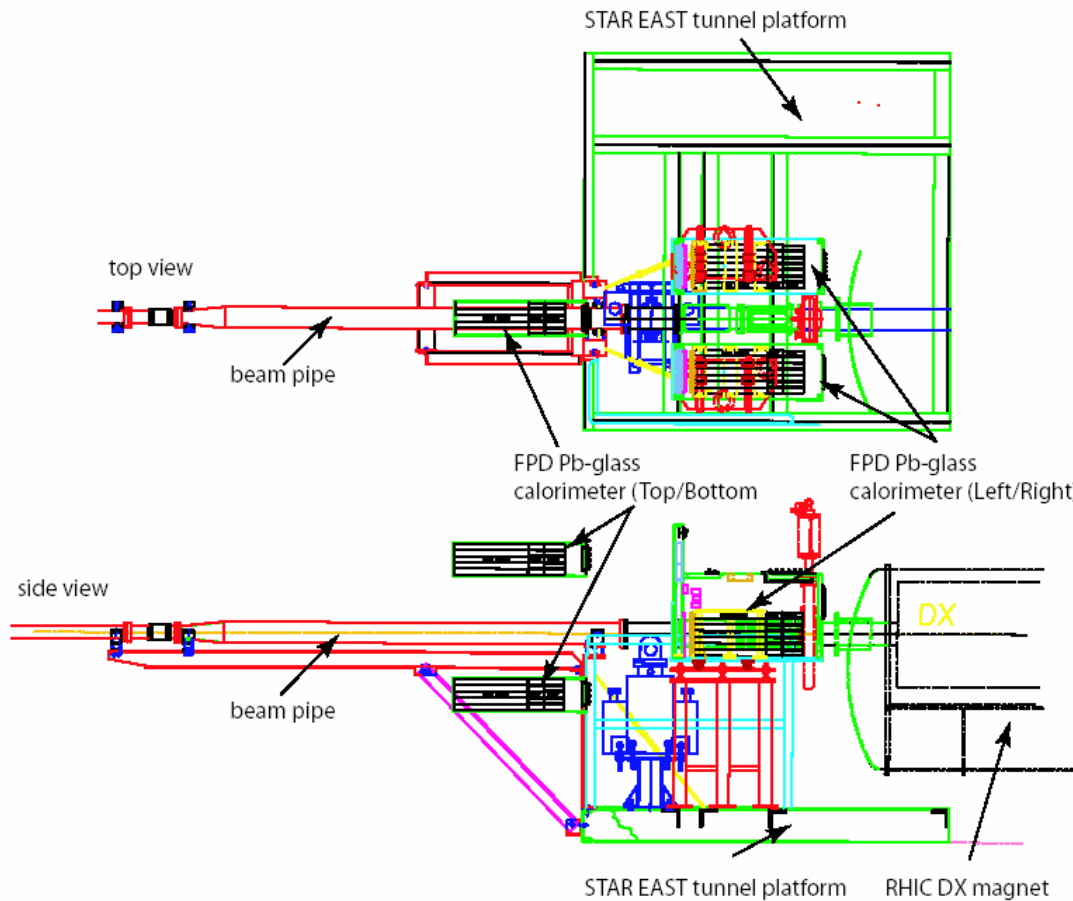 STAR EAST tunnel platform
top view
beam pipe
FPD Pb-glass
calorimeter (Top/Bottom
FPD Pb-glass
calorimeter (Left/Right)
side view
DX
beam pipe
STAR EAST tunnel platform
RHIC DX magnet